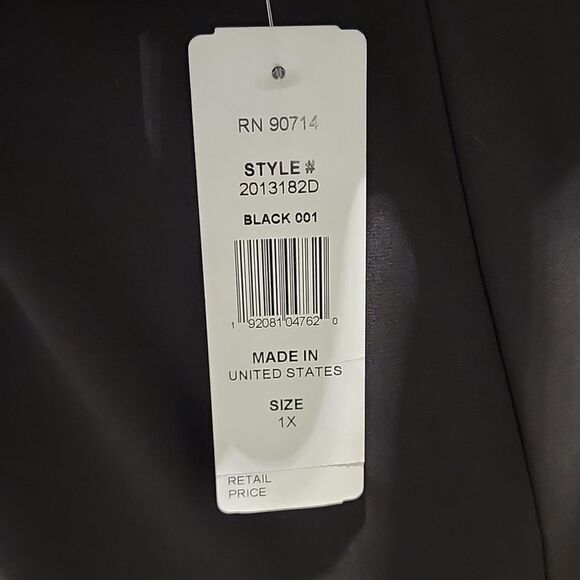 RN 90714
STYLE #
2013182D
BLACK 001
1 92081 04762 0
MADE IN
UNITED STATES
SIZE
1X
RETAIL
PRICE